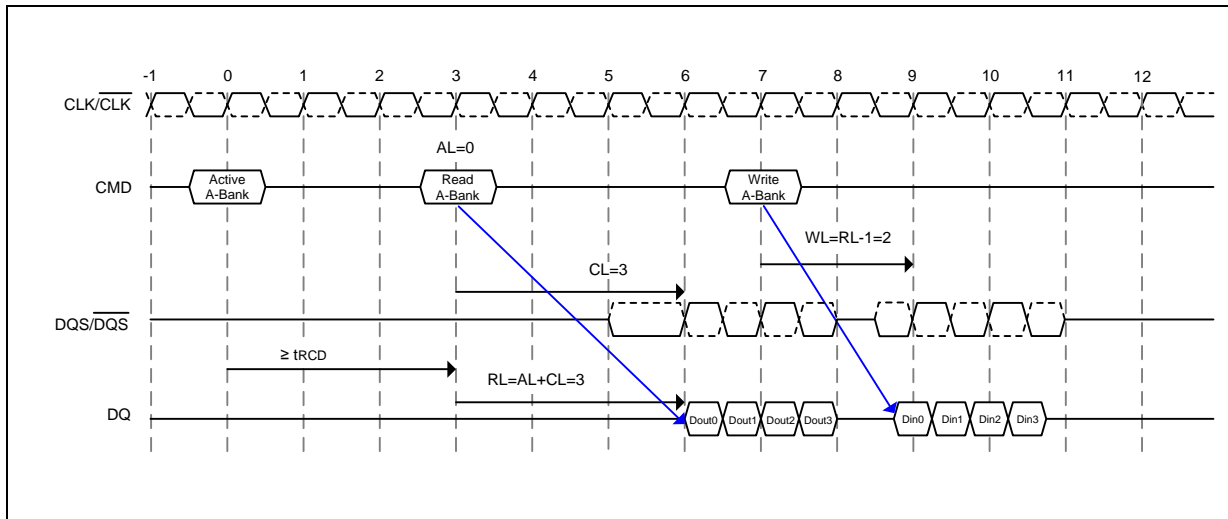 -1 0 1 2 3 4 5 6 7 8 9 10 11 12
CLK/CLK
AL=0
CMD
Active
A-Bank
Read
A-Bank
Write
A-Bank
WL=RL-1=2
CL=3
DQS/DQS
≥ tRCD
RL=AL+CL=3
DQ
Dout0 Dout1 Dout2 Dout3
Din0 Din1 Din2 Din3